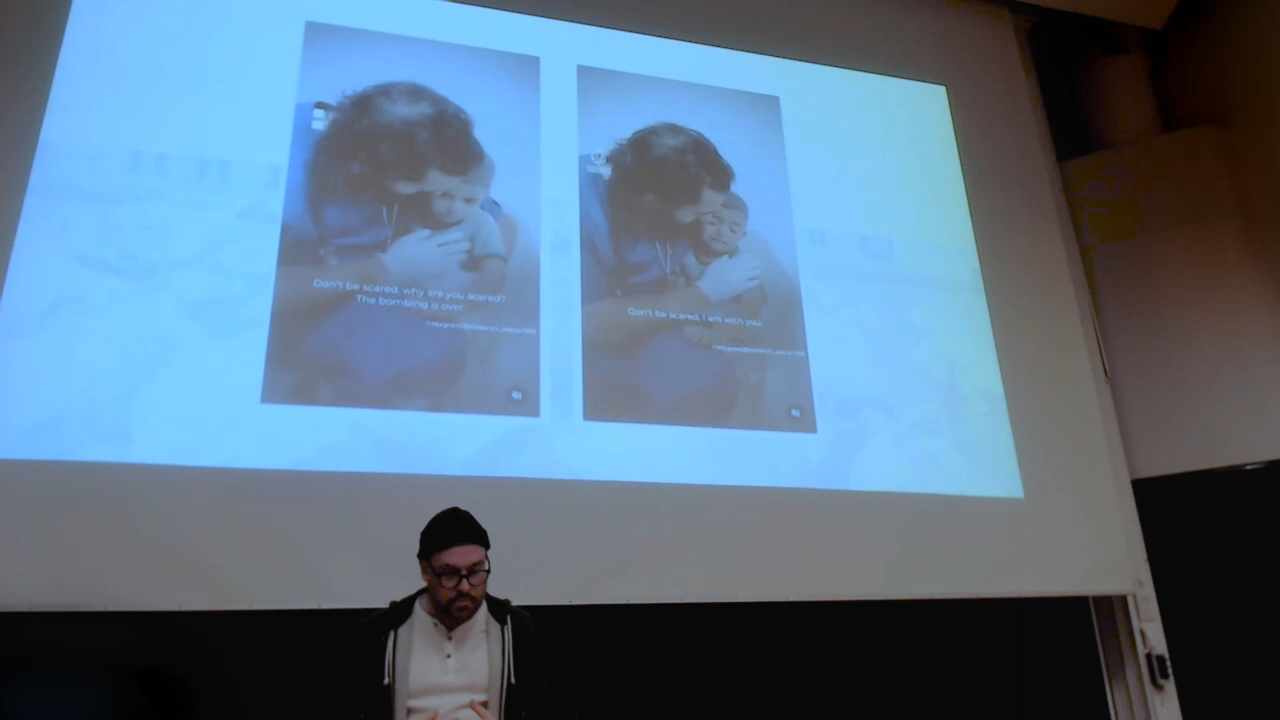 Don't be scared, why are you scared?
The bombing is over
Don't be scared, I am with you.